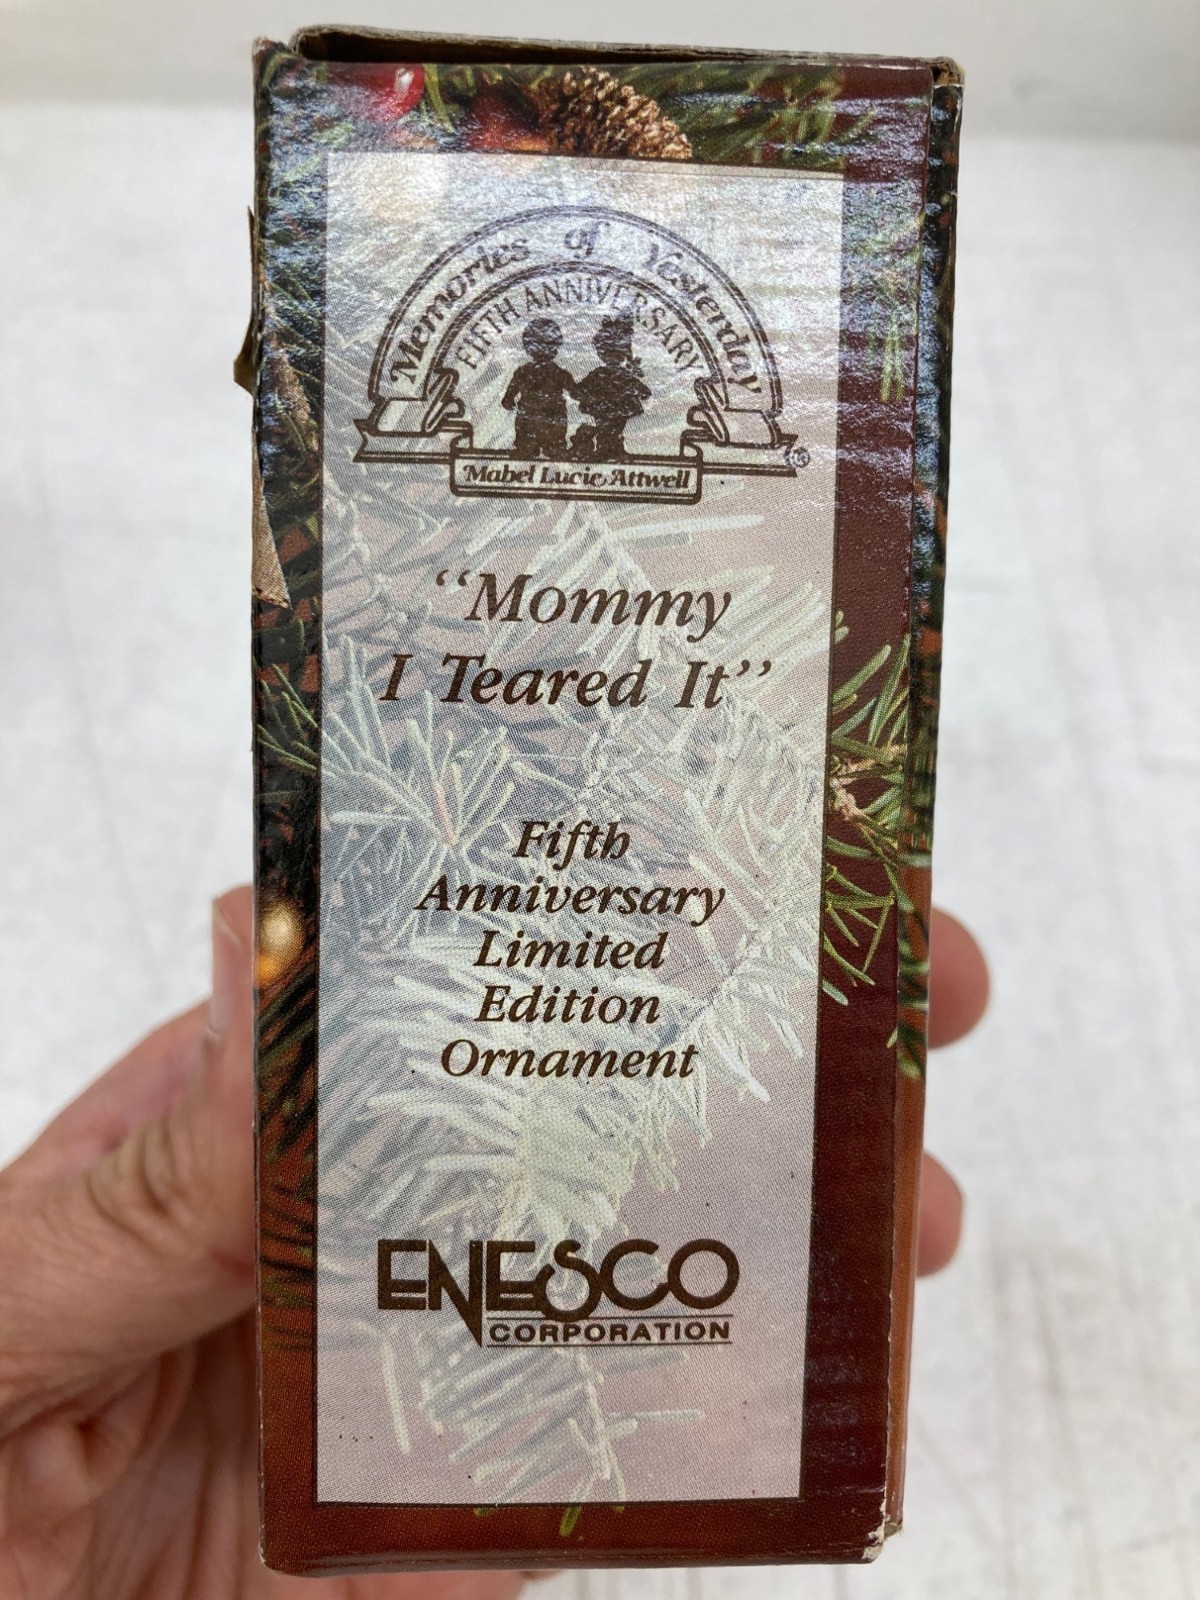 Memories of Yesterday
FIFTH ANNIVERSARY
®
Mabel Lucie Attwell
“Mommy
I Teared It”
Fifth
Anniversary
Limited
Edition
Ornament
ENESCO
CORPORATION